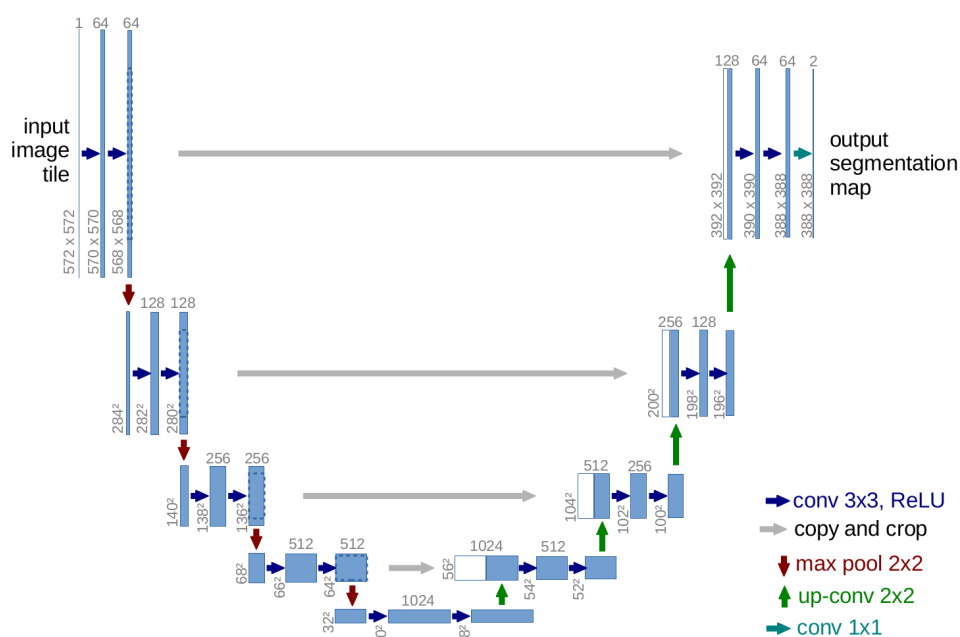 1 64 64
128 64 64 2
input
image
tile
output
segmentation
map
572 x 572
570 x 570
568 x 568
392 x 392
390 x 390
388 x 388
388 x 388
128 128
256 128
284²
282²
280²
200²
198²
196²
256 256
512 256
140²
138²
136²
104²
102²
100²
conv 3x3, ReLU
copy and crop
max pool 2x2
up-conv 2x2
conv 1x1
512 512
1024 512
68²
66²
64²
56²
54²
52²
1024
32²
0²
8²